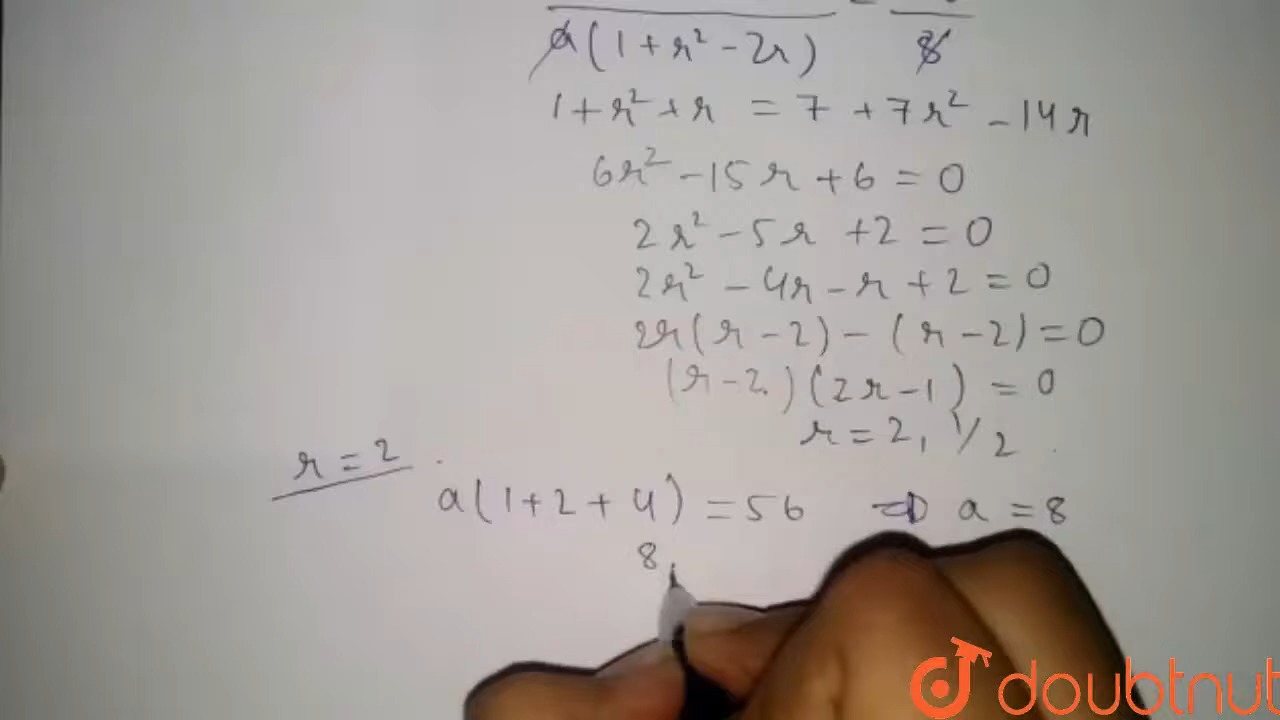 a(1+r²-2r) 8
1+r²+r = 7+7r²-14r
6r²-15r+6=0
2r²-5r+2=0
2r²-4r-r+2=0
2r(r-2)-(r-2)=0
(r-2)(2r-1)=0
r=2, 1/2
r=2
a(1+2+4)=56 ⇒ a=8
8,
doubtnut